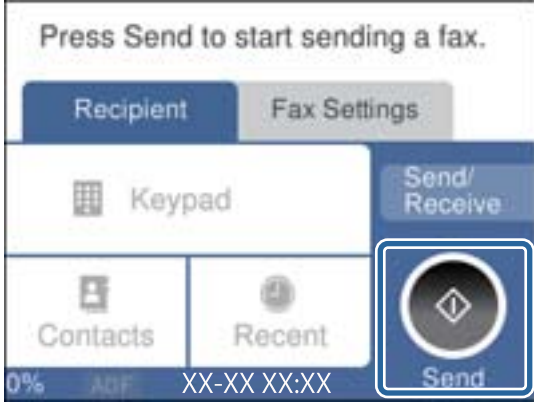 Press Send to start sending a fax.
Recipient
Fax Settings
Keypad
Send/
Receive
Contacts
Recent
Send
0%
ADF
XX-XX XX:XX